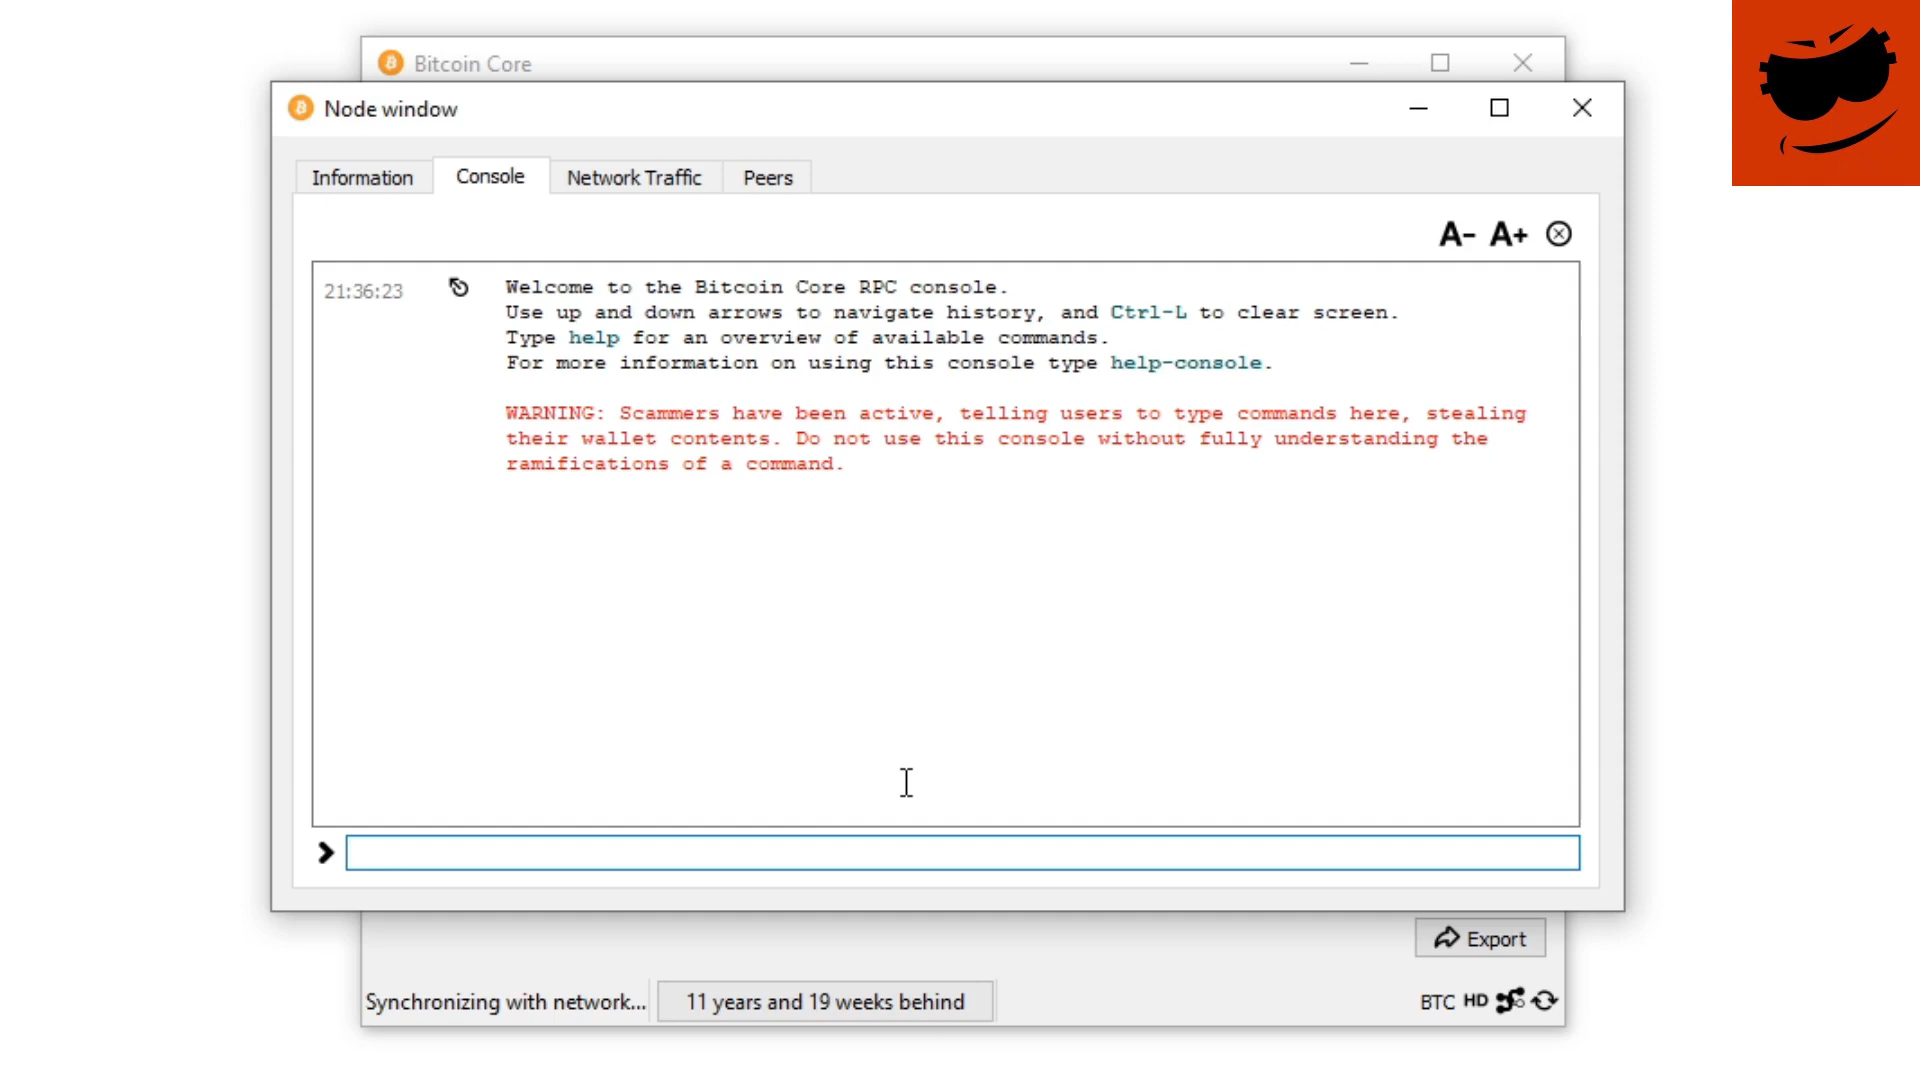 Bitcoin Core
Node window
Information Console Network Traffic Peers
A- A+
21:36:23 Welcome to the Bitcoin Core RPC console.
Use up and down arrows to navigate history, and Ctrl-L to clear screen.
Type help for an overview of available commands.
For more information on using this console type help-console.
WARNING: Scammers have been active, telling users to type commands here, stealing
their wallet contents. Do not use this console without fully understanding the
ramifications of a command.
Export
Synchronizing with network... 11 years and 19 weeks behind BTC HD